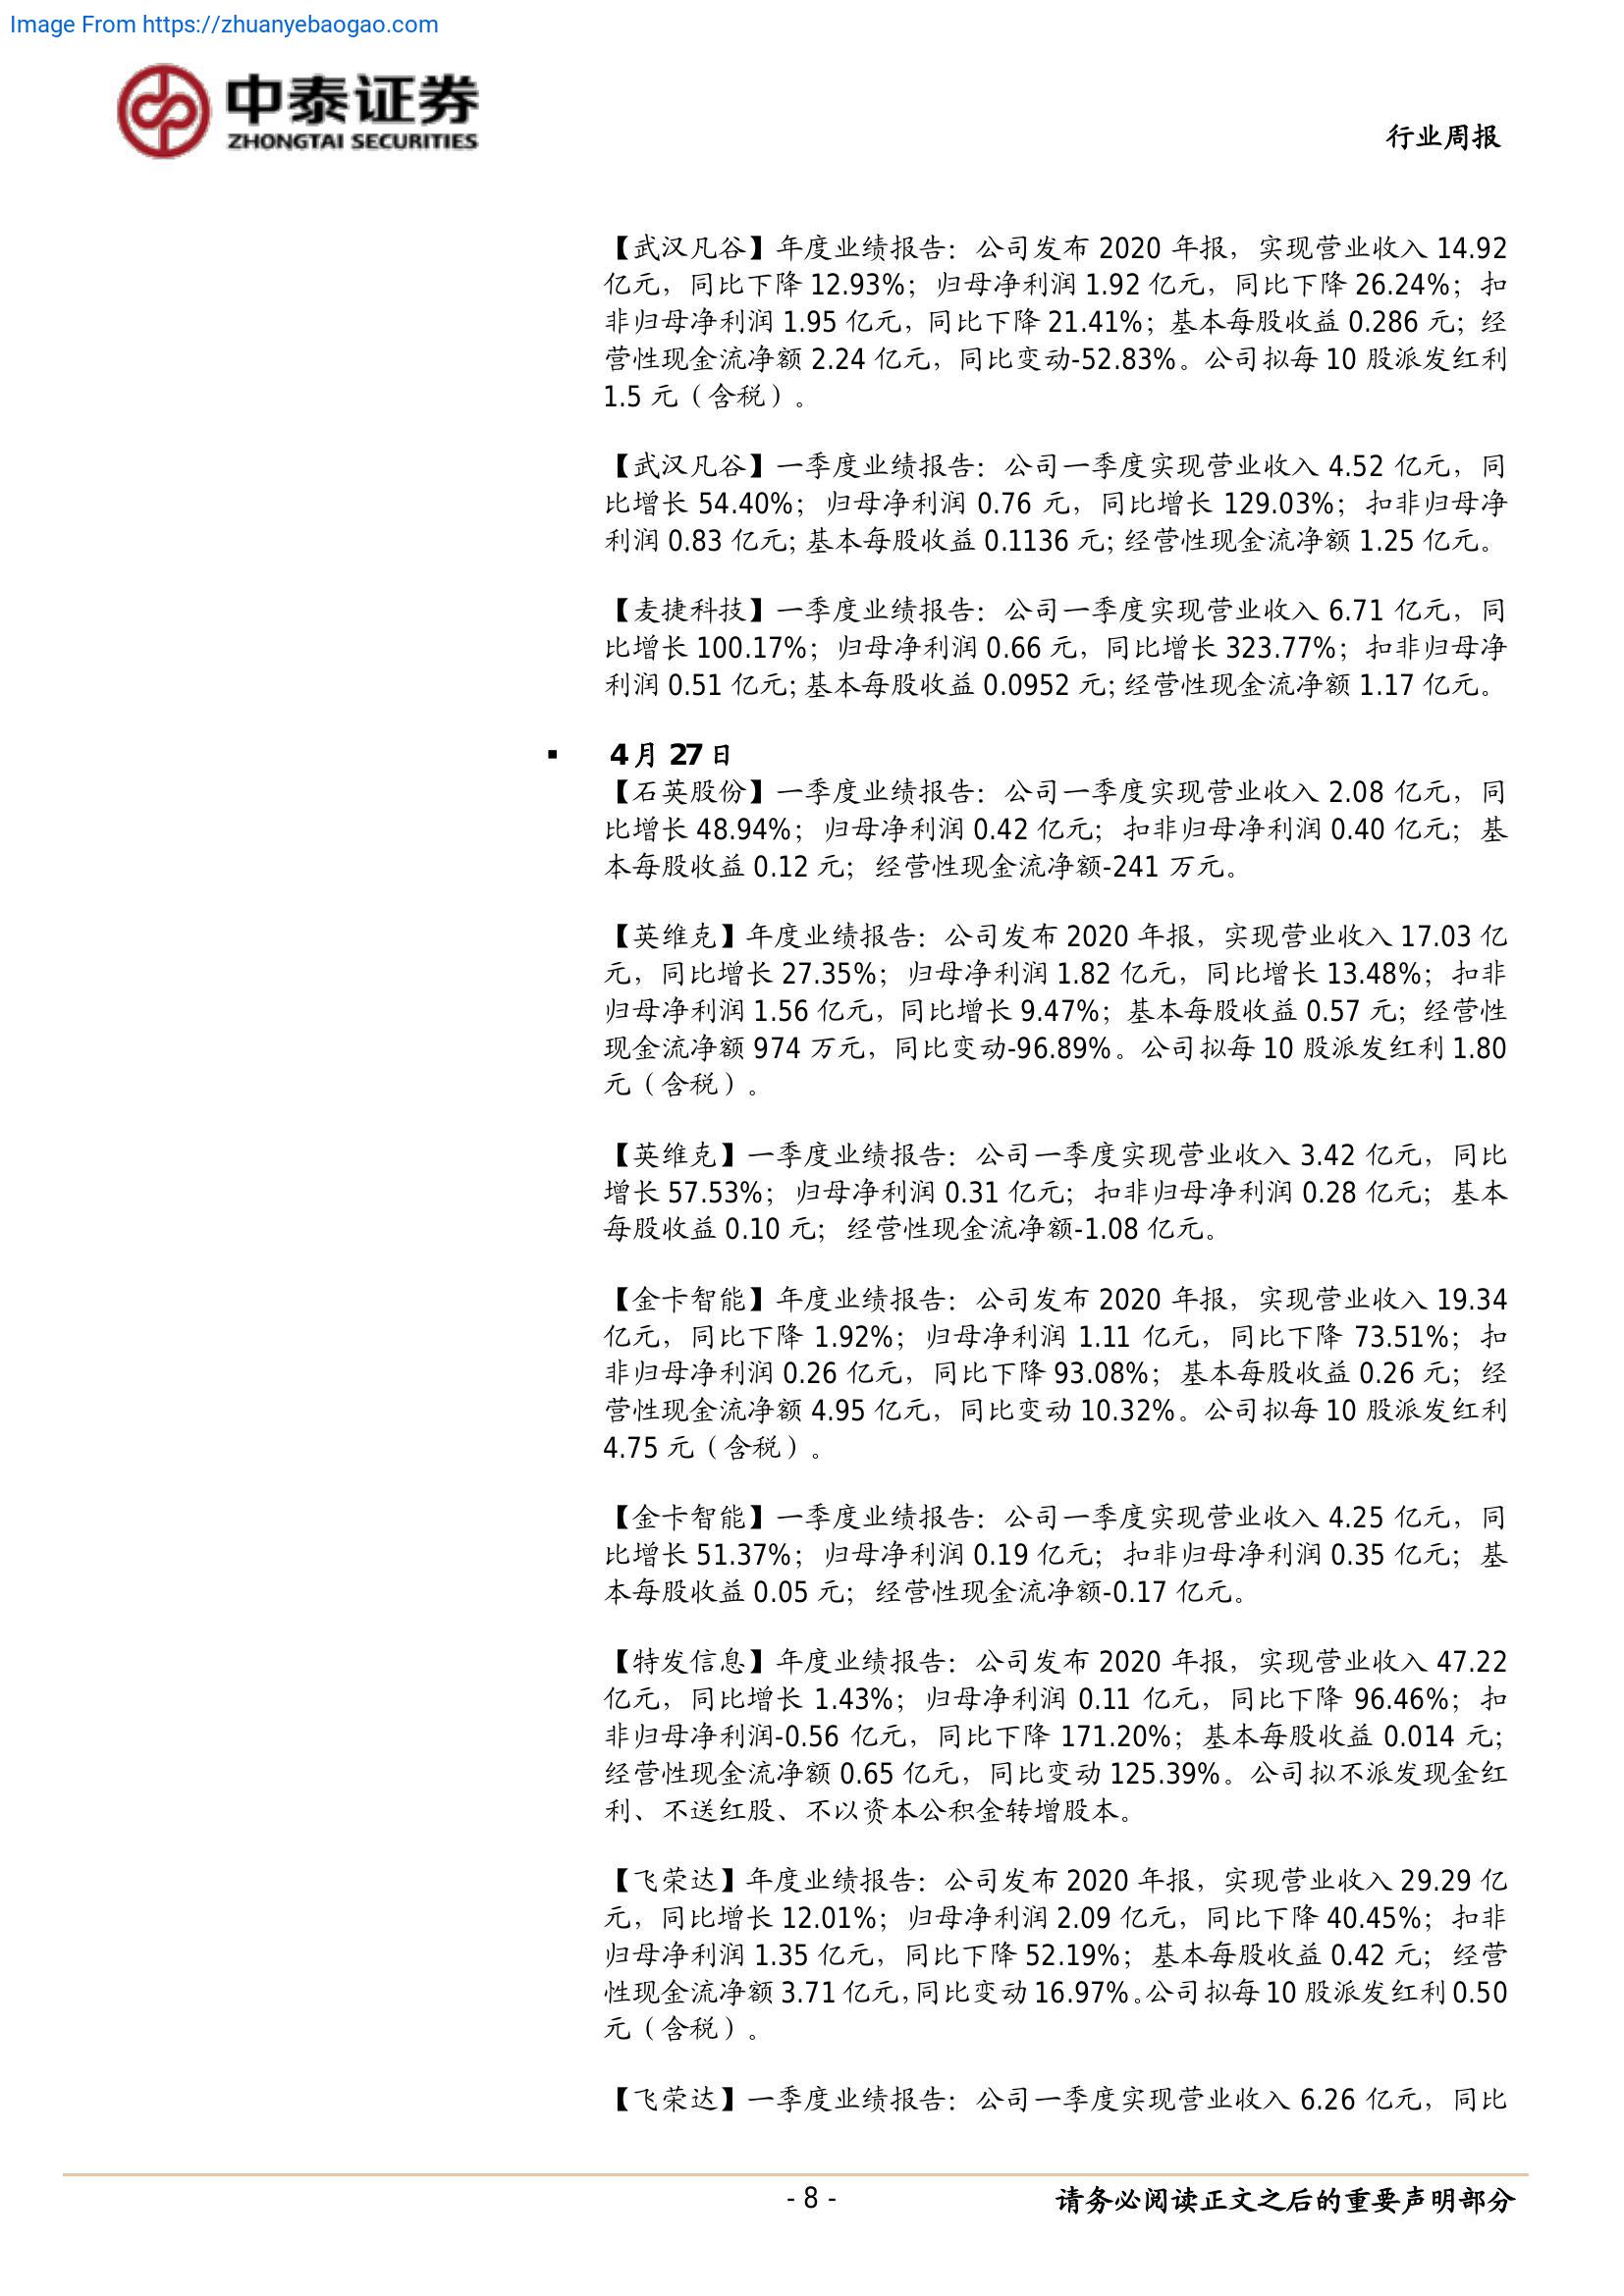 Image From https://zhuanyebaogao.com
中泰证券
ZHONGTAI SECURITIES
行业周报
【武汉凡谷】年度业绩报告：公司发布 2020 年报，实现营业收入 14.92
亿元，同比下降 12.93%；归母净利润 1.92 亿元，同比下降 26.24%；扣
非归母净利润 1.95 亿元，同比下降 21.41%；基本每股收益 0.286 元；经
营性现金流净额 2.24 亿元，同比变动-52.83%。公司拟每 10 股派发红利
1.5 元（含税）。
【武汉凡谷】一季度业绩报告：公司一季度实现营业收入 4.52 亿元，同
比增长 54.40%；归母净利润 0.76 元，同比增长 129.03%；扣非归母净
利润 0.83 亿元；基本每股收益 0.1136 元；经营性现金流净额 1.25 亿元。
【麦捷科技】一季度业绩报告：公司一季度实现营业收入 6.71 亿元，同
比增长 100.17%；归母净利润 0.66 元，同比增长 323.77%；扣非归母净
利润 0.51 亿元；基本每股收益 0.0952 元；经营性现金流净额 1.17 亿元。
▪ 4 月 27 日
【石英股份】一季度业绩报告：公司一季度实现营业收入 2.08 亿元，同
比增长 48.94%；归母净利润 0.42 亿元；扣非归母净利润 0.40 亿元；基
本每股收益 0.12 元；经营性现金流净额-241 万元。
【英维克】年度业绩报告：公司发布 2020 年报，实现营业收入 17.03 亿
元，同比增长 27.35%；归母净利润 1.82 亿元，同比增长 13.48%；扣非
归母净利润 1.56 亿元，同比增长 9.47%；基本每股收益 0.57 元；经营性
现金流净额 974 万元，同比变动-96.89%。公司拟每 10 股派发红利 1.80
元（含税）。
【英维克】一季度业绩报告：公司一季度实现营业收入 3.42 亿元，同比
增长 57.53%；归母净利润 0.31 亿元；扣非归母净利润 0.28 亿元；基本
每股收益 0.10 元；经营性现金流净额-1.08 亿元。
【金卡智能】年度业绩报告：公司发布 2020 年报，实现营业收入 19.34
亿元，同比下降 1.92%；归母净利润 1.11 亿元，同比下降 73.51%；扣
非归母净利润 0.26 亿元，同比下降 93.08%；基本每股收益 0.26 元；经
营性现金流净额 4.95 亿元，同比变动 10.32%。公司拟每 10 股派发红利
4.75 元（含税）。
【金卡智能】一季度业绩报告：公司一季度实现营业收入 4.25 亿元，同
比增长 51.37%；归母净利润 0.19 亿元；扣非归母净利润 0.35 亿元；基
本每股收益 0.05 元；经营性现金流净额-0.17 亿元。
【特发信息】年度业绩报告：公司发布 2020 年报，实现营业收入 47.22
亿元，同比增长 1.43%；归母净利润 0.11 亿元，同比下降 96.46%；扣
非归母净利润-0.56 亿元，同比下降 171.20%；基本每股收益 0.014 元；
经营性现金流净额 0.65 亿元，同比变动 125.39%。公司拟不派发现金红
利、不送红股、不以资本公积金转增股本。
【飞荣达】年度业绩报告：公司发布 2020 年报，实现营业收入 29.29 亿
元，同比增长 12.01%；归母净利润 2.09 亿元，同比下降 40.45%；扣非
归母净利润 1.35 亿元，同比下降 52.19%；基本每股收益 0.42 元；经营
性现金流净额 3.71 亿元，同比变动 16.97%。公司拟每 10 股派发红利 0.50
元（含税）。
【飞荣达】一季度业绩报告：公司一季度实现营业收入 6.26 亿元，同比
- 8 -
请务必阅读正文之后的重要声明部分